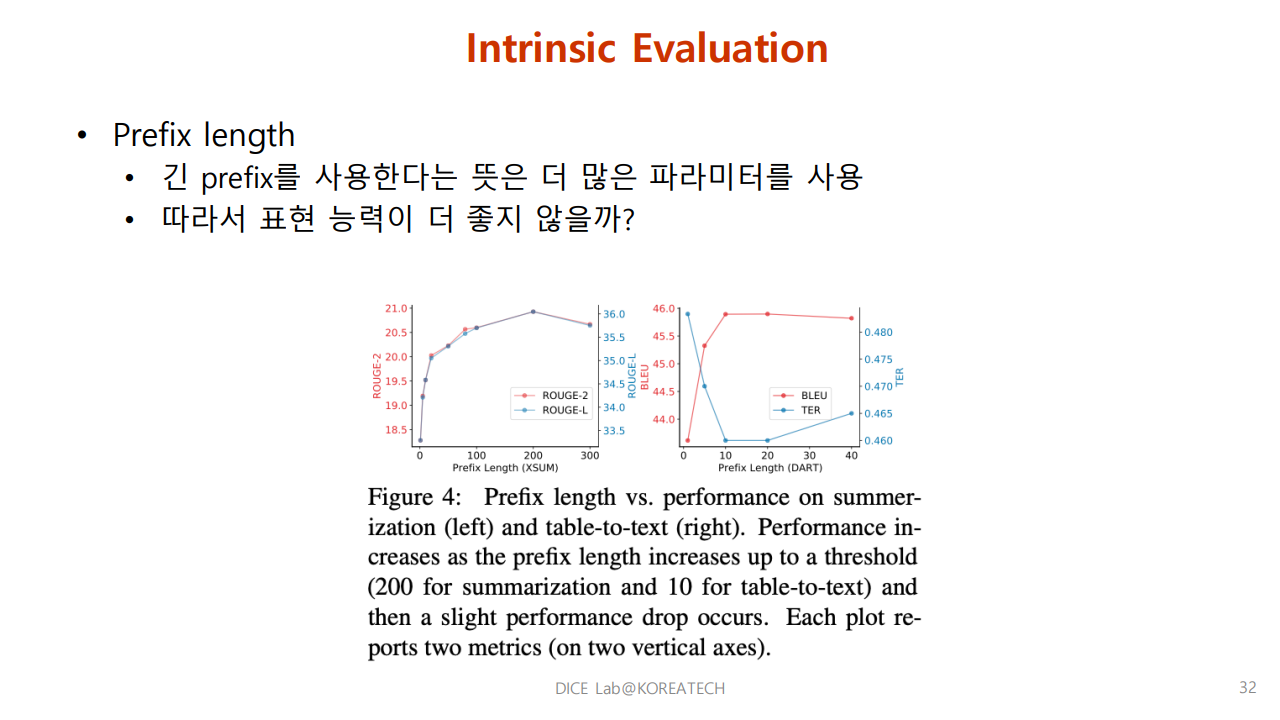 Intrinsic Evaluation
• Prefix length
• 긴 prefix를 사용한다는 뜻은 더 많은 파라미터를 사용
• 따라서 표현 능력이 더 좋지 않을까?
21.0
20.5
20.0
19.5
19.0
18.5
ROUGE-2
36.0
35.5
35.0
34.5
34.0
33.5
ROUGE-L
ROUGE-2
ROUGE-L
0 100 200 300
Prefix Length (XSUM)
46.0
45.5
45.0
44.5
44.0
BLEU
0.480
0.475
0.470
0.465
0.460
TER
BLEU
TER
0 10 20 30 40
Prefix Length (DART)
Figure 4: Prefix length vs. performance on summer-
ization (left) and table-to-text (right). Performance in-
creases as the prefix length increases up to a threshold
(200 for summarization and 10 for table-to-text) and
then a slight performance drop occurs. Each plot re-
ports two metrics (on two vertical axes).
DICE Lab@KOREATECH
32